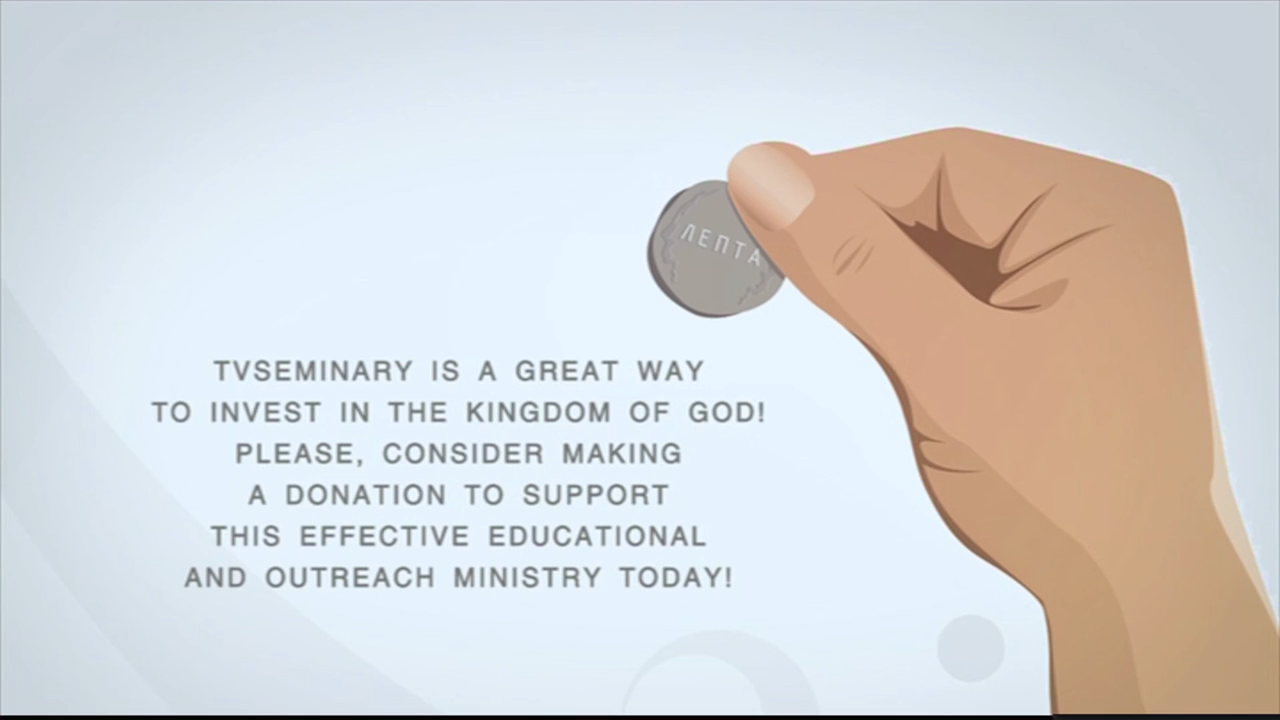 ЛЕПТА
TVSEMINARY IS A GREAT WAY
TO INVEST IN THE KINGDOM OF GOD!
PLEASE, CONSIDER MAKING
A DONATION TO SUPPORT
THIS EFFECTIVE EDUCATIONAL
AND OUTREACH MINISTRY TODAY!